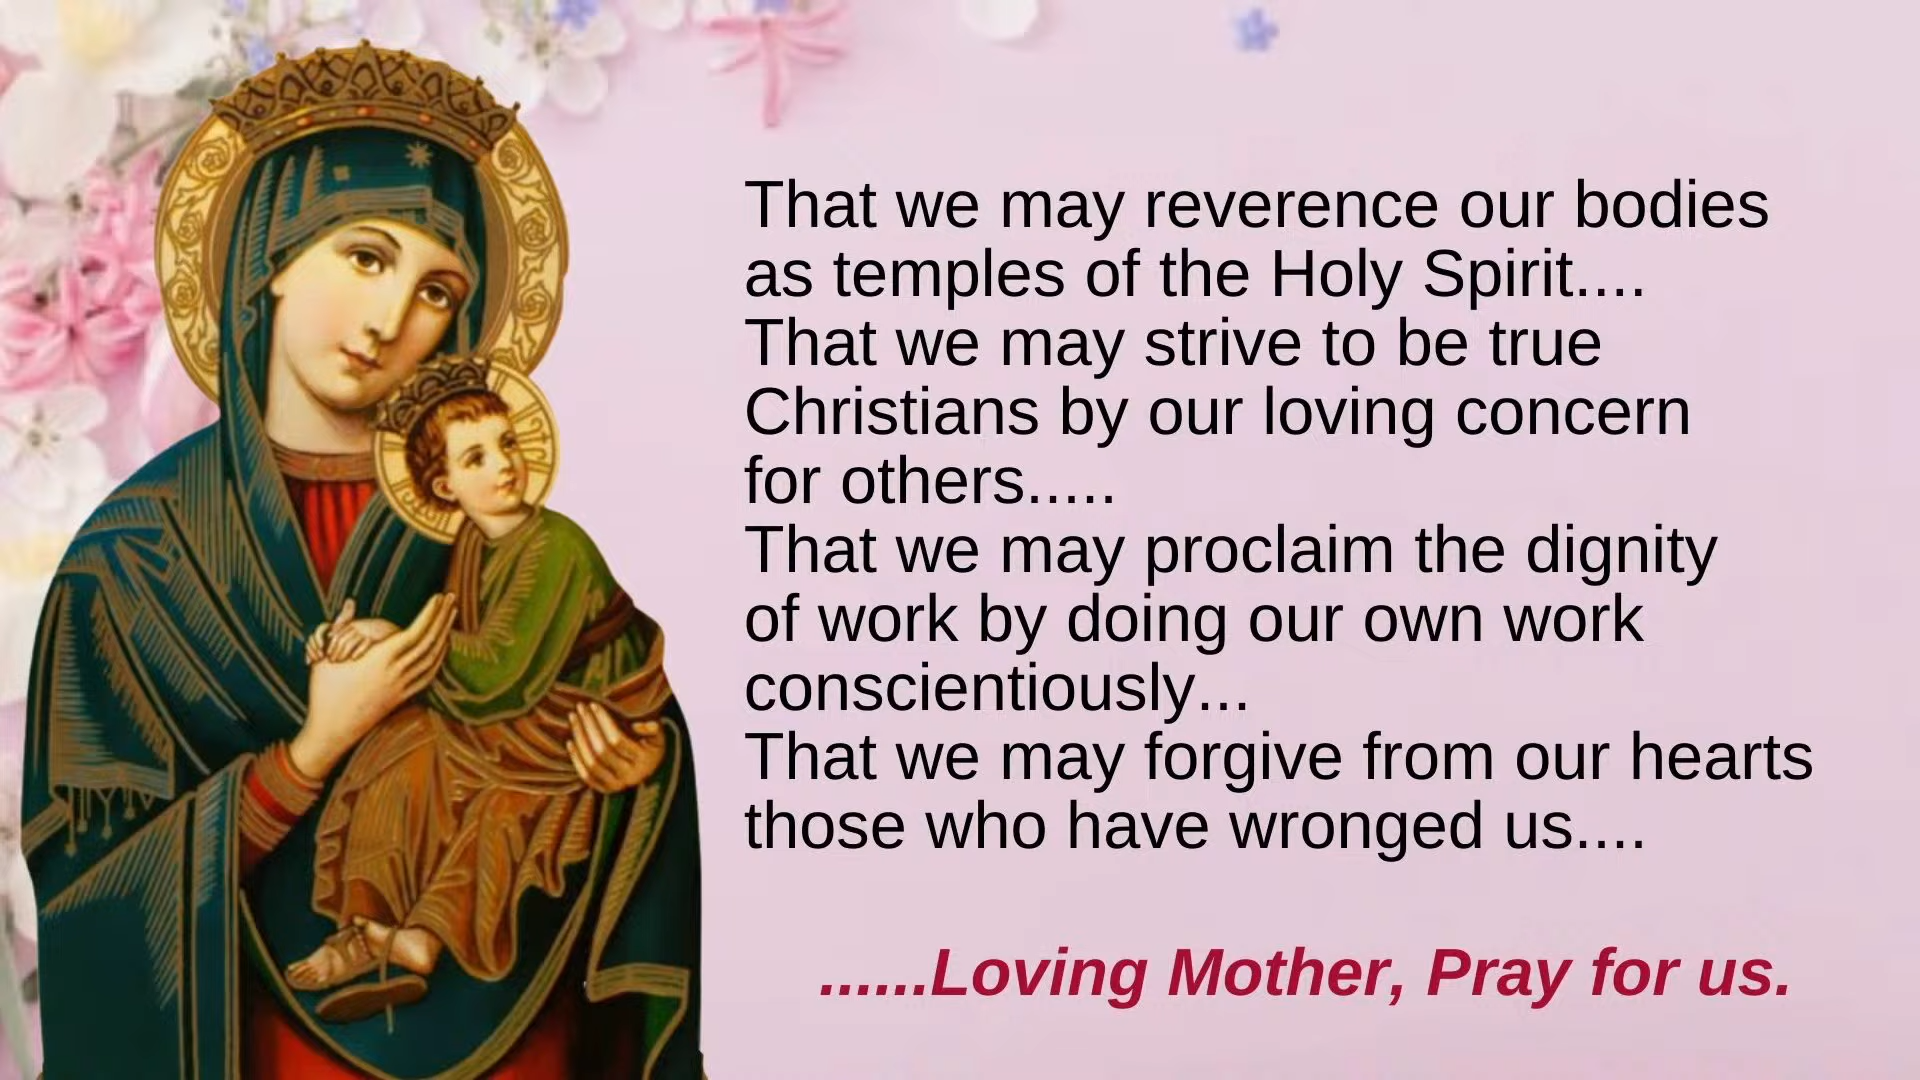 That we may reverence our bodies
as temples of the Holy Spirit....
That we may strive to be true
Christians by our loving concern
for others.....
That we may proclaim the dignity
of work by doing our own work
conscientiously...
That we may forgive from our hearts
those who have wronged us....
......Loving Mother, Pray for us.